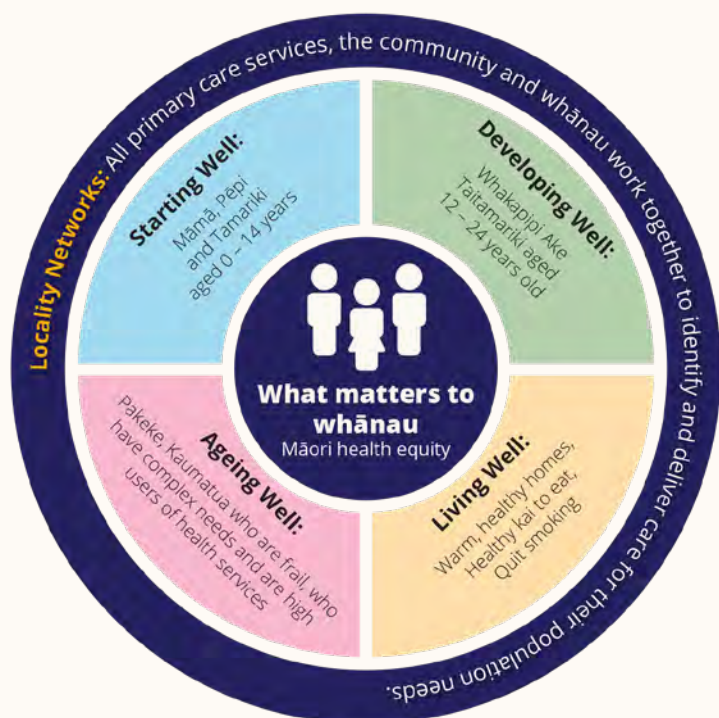 Locality Networks: All primary care services, the community and whānau work together to identify and deliver care for their population needs.
Starting Well:
Māmā, Pēpi
and Tamariki
aged 0 - 14 years
Developing Well:
Whakapipi Ake
Taitamariki aged
12 – 24 years old
What matters to
whānau
Māori health equity
Ageing Well:
Pakeke, Kaumatua who are frail, who
have complex needs and are high
users of health services
Living Well:
Warm, healthy homes,
Healthy kai to eat,
Quit smoking